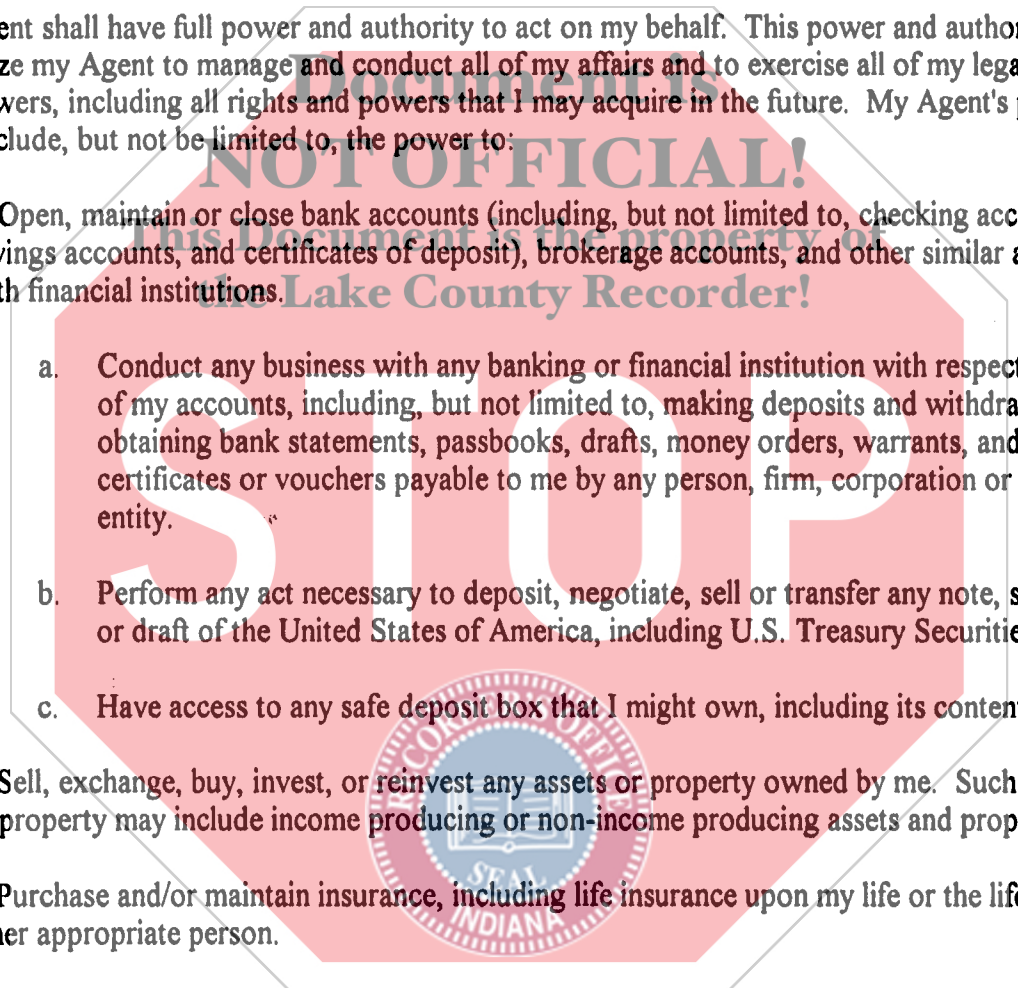 ent shall have full power and authority to act on my behalf. This power and author
ze my Agent to manage and conduct all of my affairs and to exercise all of my lega
wers, including all rights and powers that I may acquire in the future. My Agent's p
clude, but not be limited to, the power to:
Document is
NOT OFFICIAL!
This Document is the property of
the Lake County Recorder!
Open, maintain or close bank accounts (including, but not limited to, checking acc
vings accounts, and certificates of deposit), brokerage accounts, and other similar a
th financial institutions.
a. Conduct any business with any banking or financial institution with respect
of my accounts, including, but not limited to, making deposits and withdra
obtaining bank statements, passbooks, drafts, money orders, warrants, and
certificates or vouchers payable to me by any person, firm, corporation or
entity.
STOP
b. Perform any act necessary to deposit, negotiate, sell or transfer any note, s
or draft of the United States of America, including U.S. Treasury Securitie
c. Have access to any safe deposit box that I might own, including its conten
Sell, exchange, buy, invest, or reinvest any assets or property owned by me. Such
property may include income producing or non-income producing assets and prop
RECORDER'S OFFICE
SEAL
INDIANA
Purchase and/or maintain insurance, including life insurance upon my life or the life
er appropriate person.